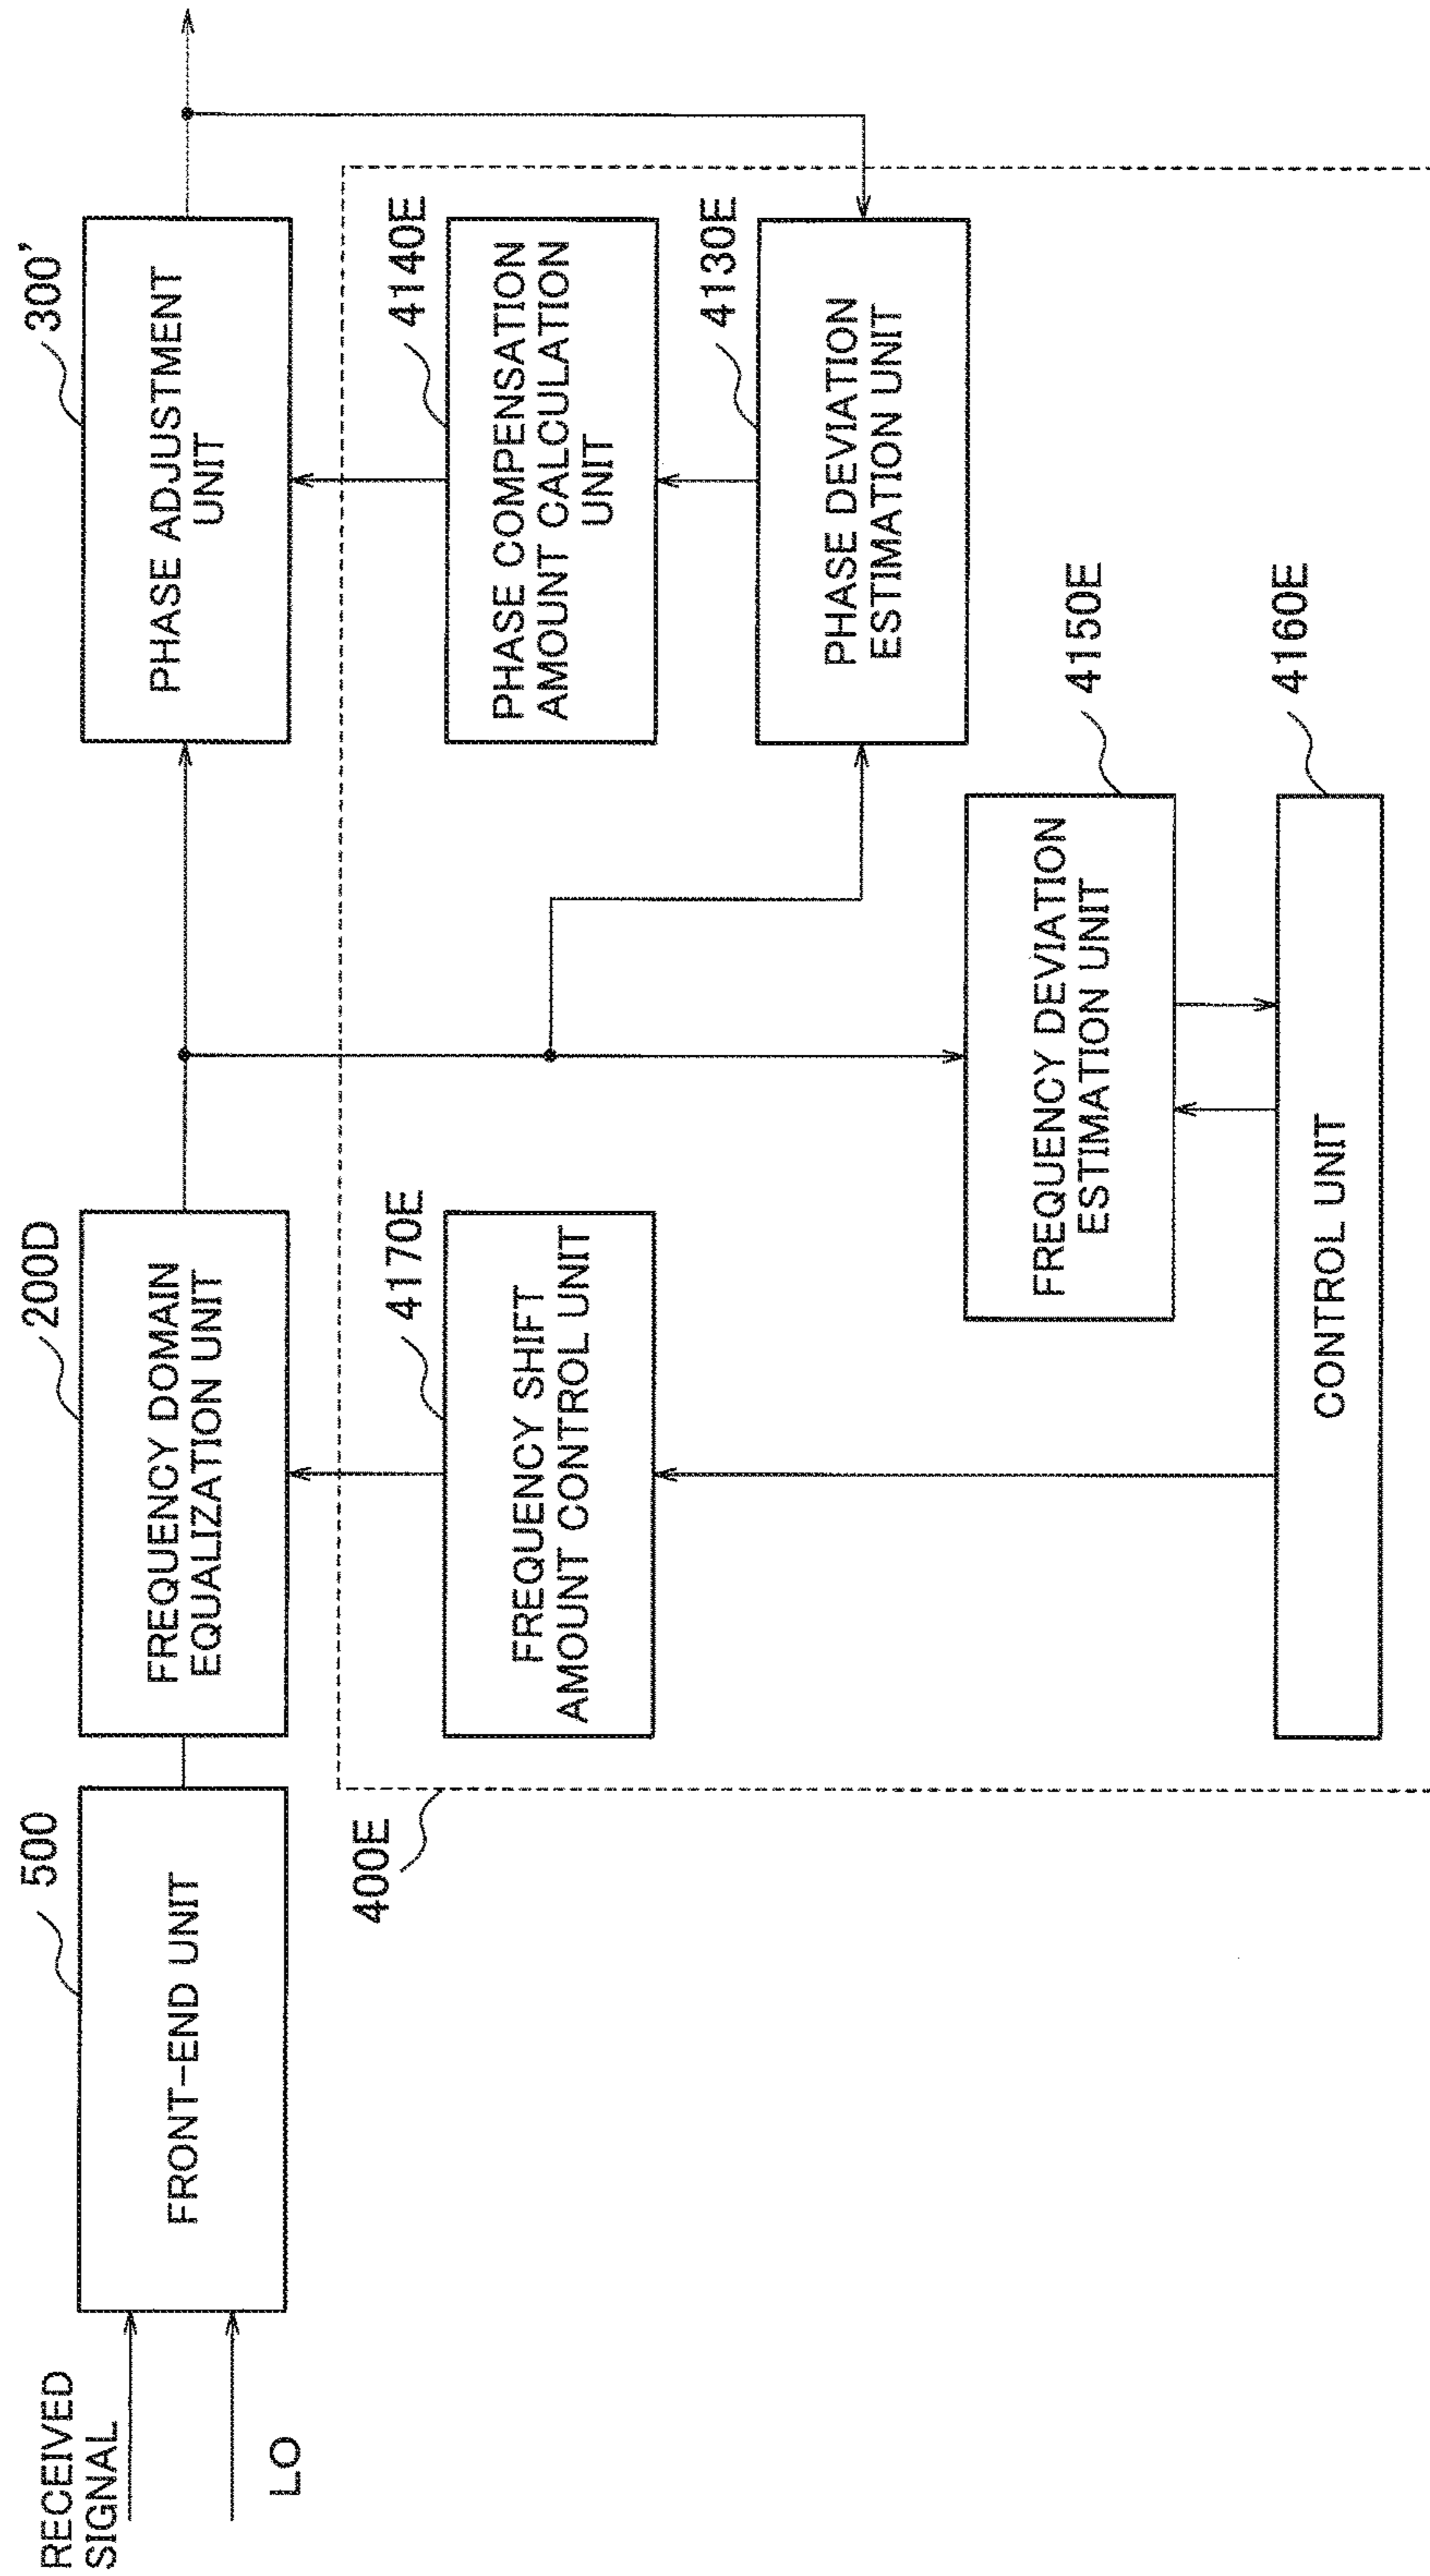 RECEIVED
SIGNAL
LO
500
FRONT-END UNIT
200D
FREQUENCY DOMAIN
EQUALIZATION UNIT
300'
PHASE ADJUSTMENT
UNIT
400E
4170E
FREQUENCY SHIFT
AMOUNT CONTROL UNIT
4140E
PHASE COMPENSATION
AMOUNT CALCULATION
UNIT
4130E
PHASE DEVIATION
ESTIMATION UNIT
4150E
FREQUENCY DEVIATION
ESTIMATION UNIT
4160E
CONTROL UNIT